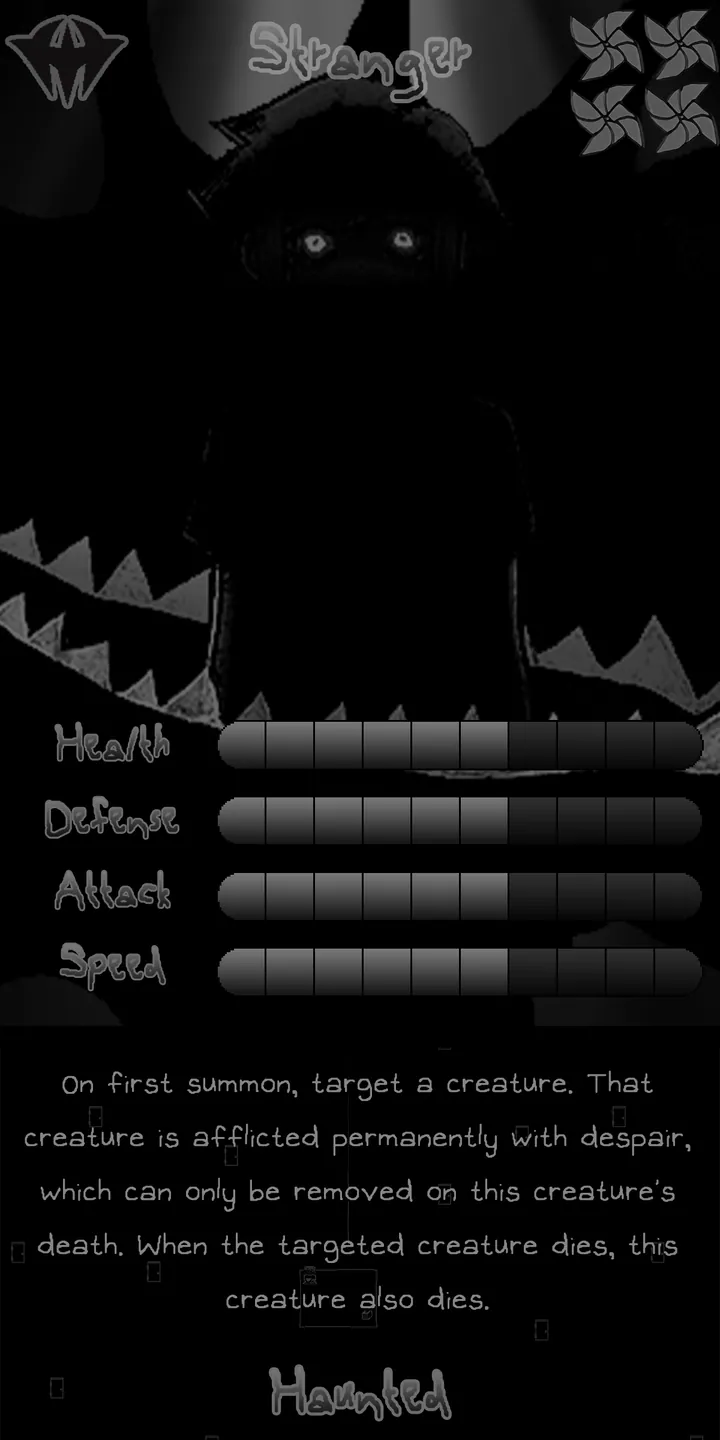 Stranger
Health
Defense
Attack
Speed
On first summon, target a creature. That
creature is afflicted permanently with despair,
which can only be removed on this creature's
death. When the targeted creature dies, this
creature also dies.
Haunted